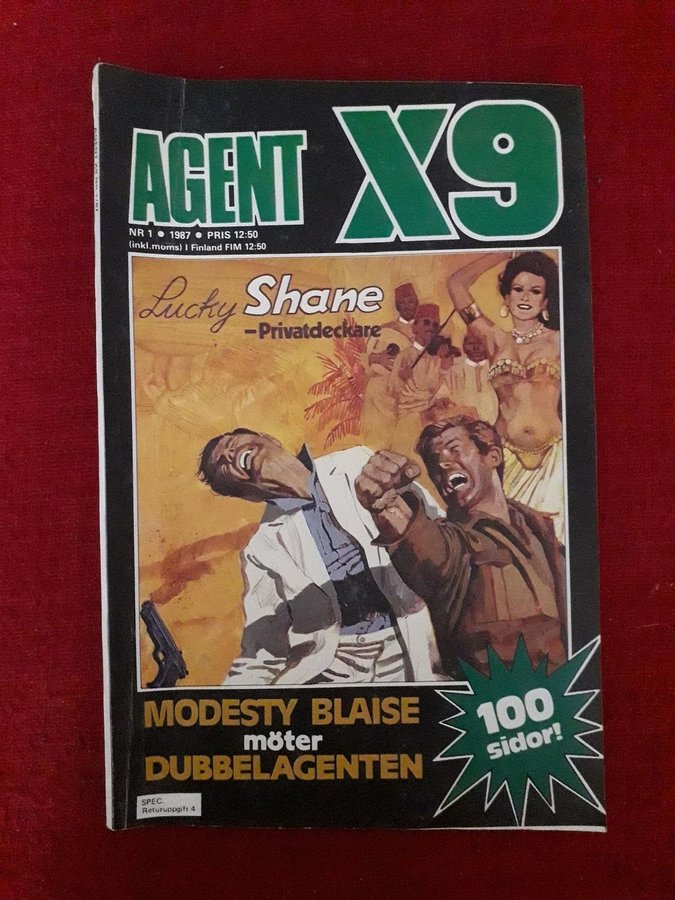 AGENT X9
NR 1 • 1987 • PRIS 12:50
(inkl.moms) I Finland FIM 12:50
Lucky Shane
–Privatdeckare
MODESTY BLAISE
möter
DUBBELAGENTEN
100
sidor!
SPEC.
Returuppgift 4